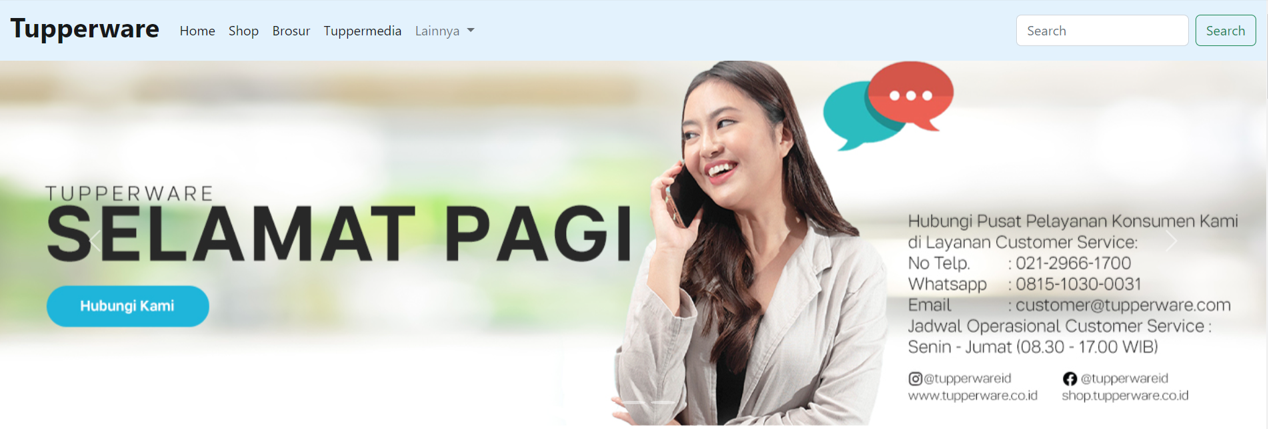 Tupperware Home Shop Brosur Tuppermedia Lainnya Search Search
TUPPERWARE
SELAMAT PAGI
Hubungi Kami
Hubungi Pusat Pelayanan Konsumen Kami
di Layanan Customer Service:
No Telp. : 021-2966-1700
Whatsapp : 0815-1030-0031
Email : customer@tupperware.com
Jadwal Operasional Customer Service :
Senin - Jumat (08.30 - 17.00 WIB)
@tupperwareid @tupperwareid
www.tupperware.co.id shop.tupperware.co.id